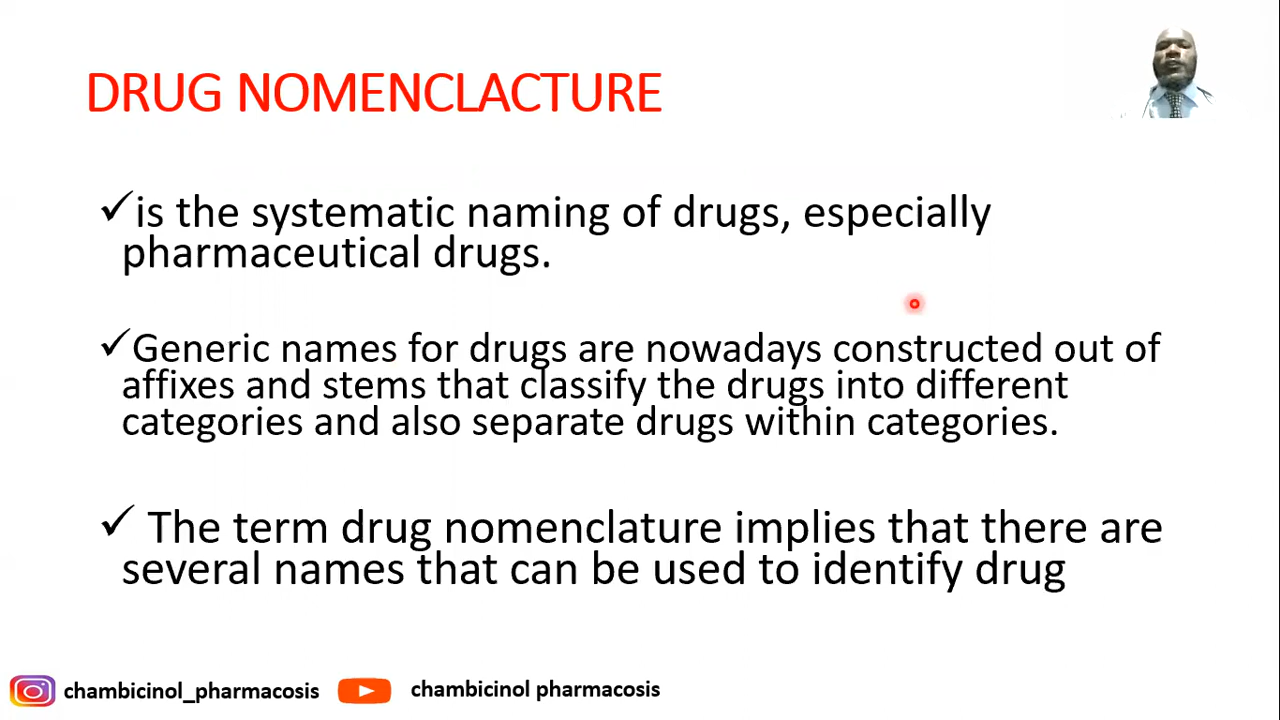 DRUG NOMENCLACTURE
✓is the systematic naming of drugs, especially
pharmaceutical drugs.
✓Generic names for drugs are nowadays constructed out of
affixes and stems that classify the drugs into different
categories and also separate drugs within categories.
✓ The term drug nomenclature implies that there are
several names that can be used to identify drug
chambicinol_pharmacosis chambicinol pharmacosis